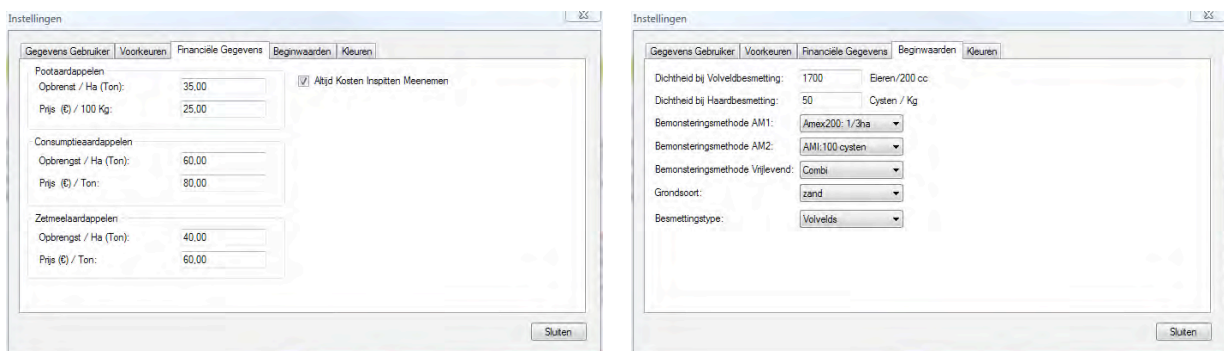 Instellingen
Gegevens Gebruiker Voorkeuren Financiële Gegevens Beginwaarden Kleuren
Pootaardappelen
Opbrenst / Ha (Ton): 35,00
Prijs (€) / 100 Kg: 25,00
Altijd Kosten Inspitten Meenemen
Consumptieaardappelen
Opbrengst / Ha (Ton): 60,00
Prijs (€) / Ton: 80,00
Zetmeelaardappelen
Opbrengst / Ha (Ton): 40,00
Prijs (€) / Ton: 60,00
Sluiten
Instellingen
Gegevens Gebruiker Voorkeuren Financiële Gegevens Beginwaarden Kleuren
Dichtheid bij Volveldbesmetting: 1700 Eieren/200 cc
Dichtheid bij Haardbesmetting: 50 Cysten / Kg
Bemonsteringsmethode AM1: Amex200: 1/3ha
Bemonsteringsmethode AM2: AMI:100 cysten
Bemonsteringsmethode Vrijlevend: Combi
Grondsoort: zand
Besmettingstype: Volvelds
Sluiten